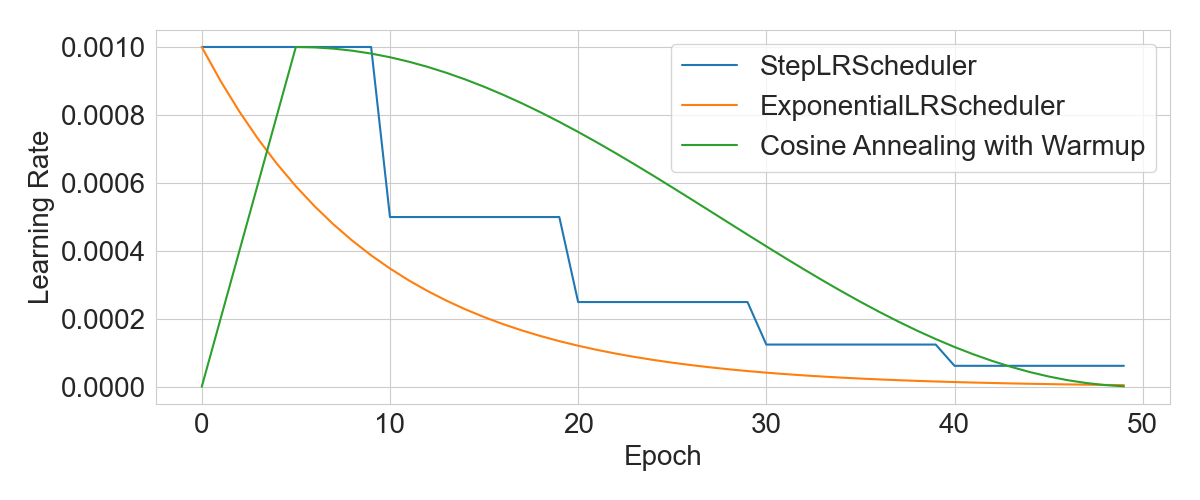 0.0010
0.0008
0.0006
0.0004
0.0002
0.0000
Learning Rate
StepLRScheduler
ExponentialLRScheduler
Cosine Annealing with Warmup
0 10 20 30 40 50
Epoch